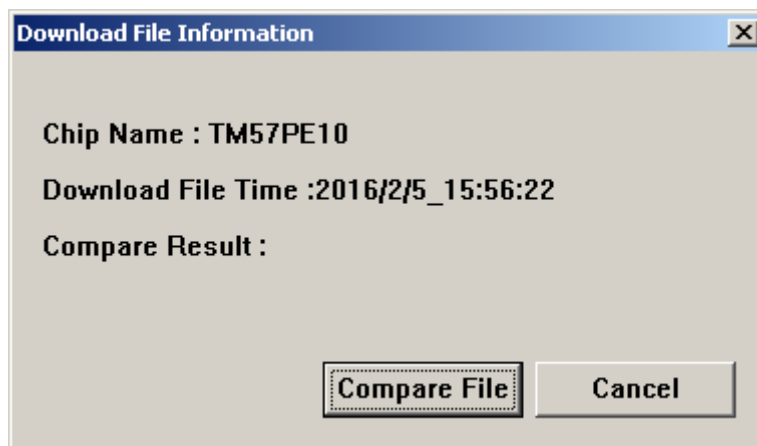 Download File Information
Chip Name : TM57PE10
Download File Time :2016/2/5_15:56:22
Compare Result :
Compare File
Cancel